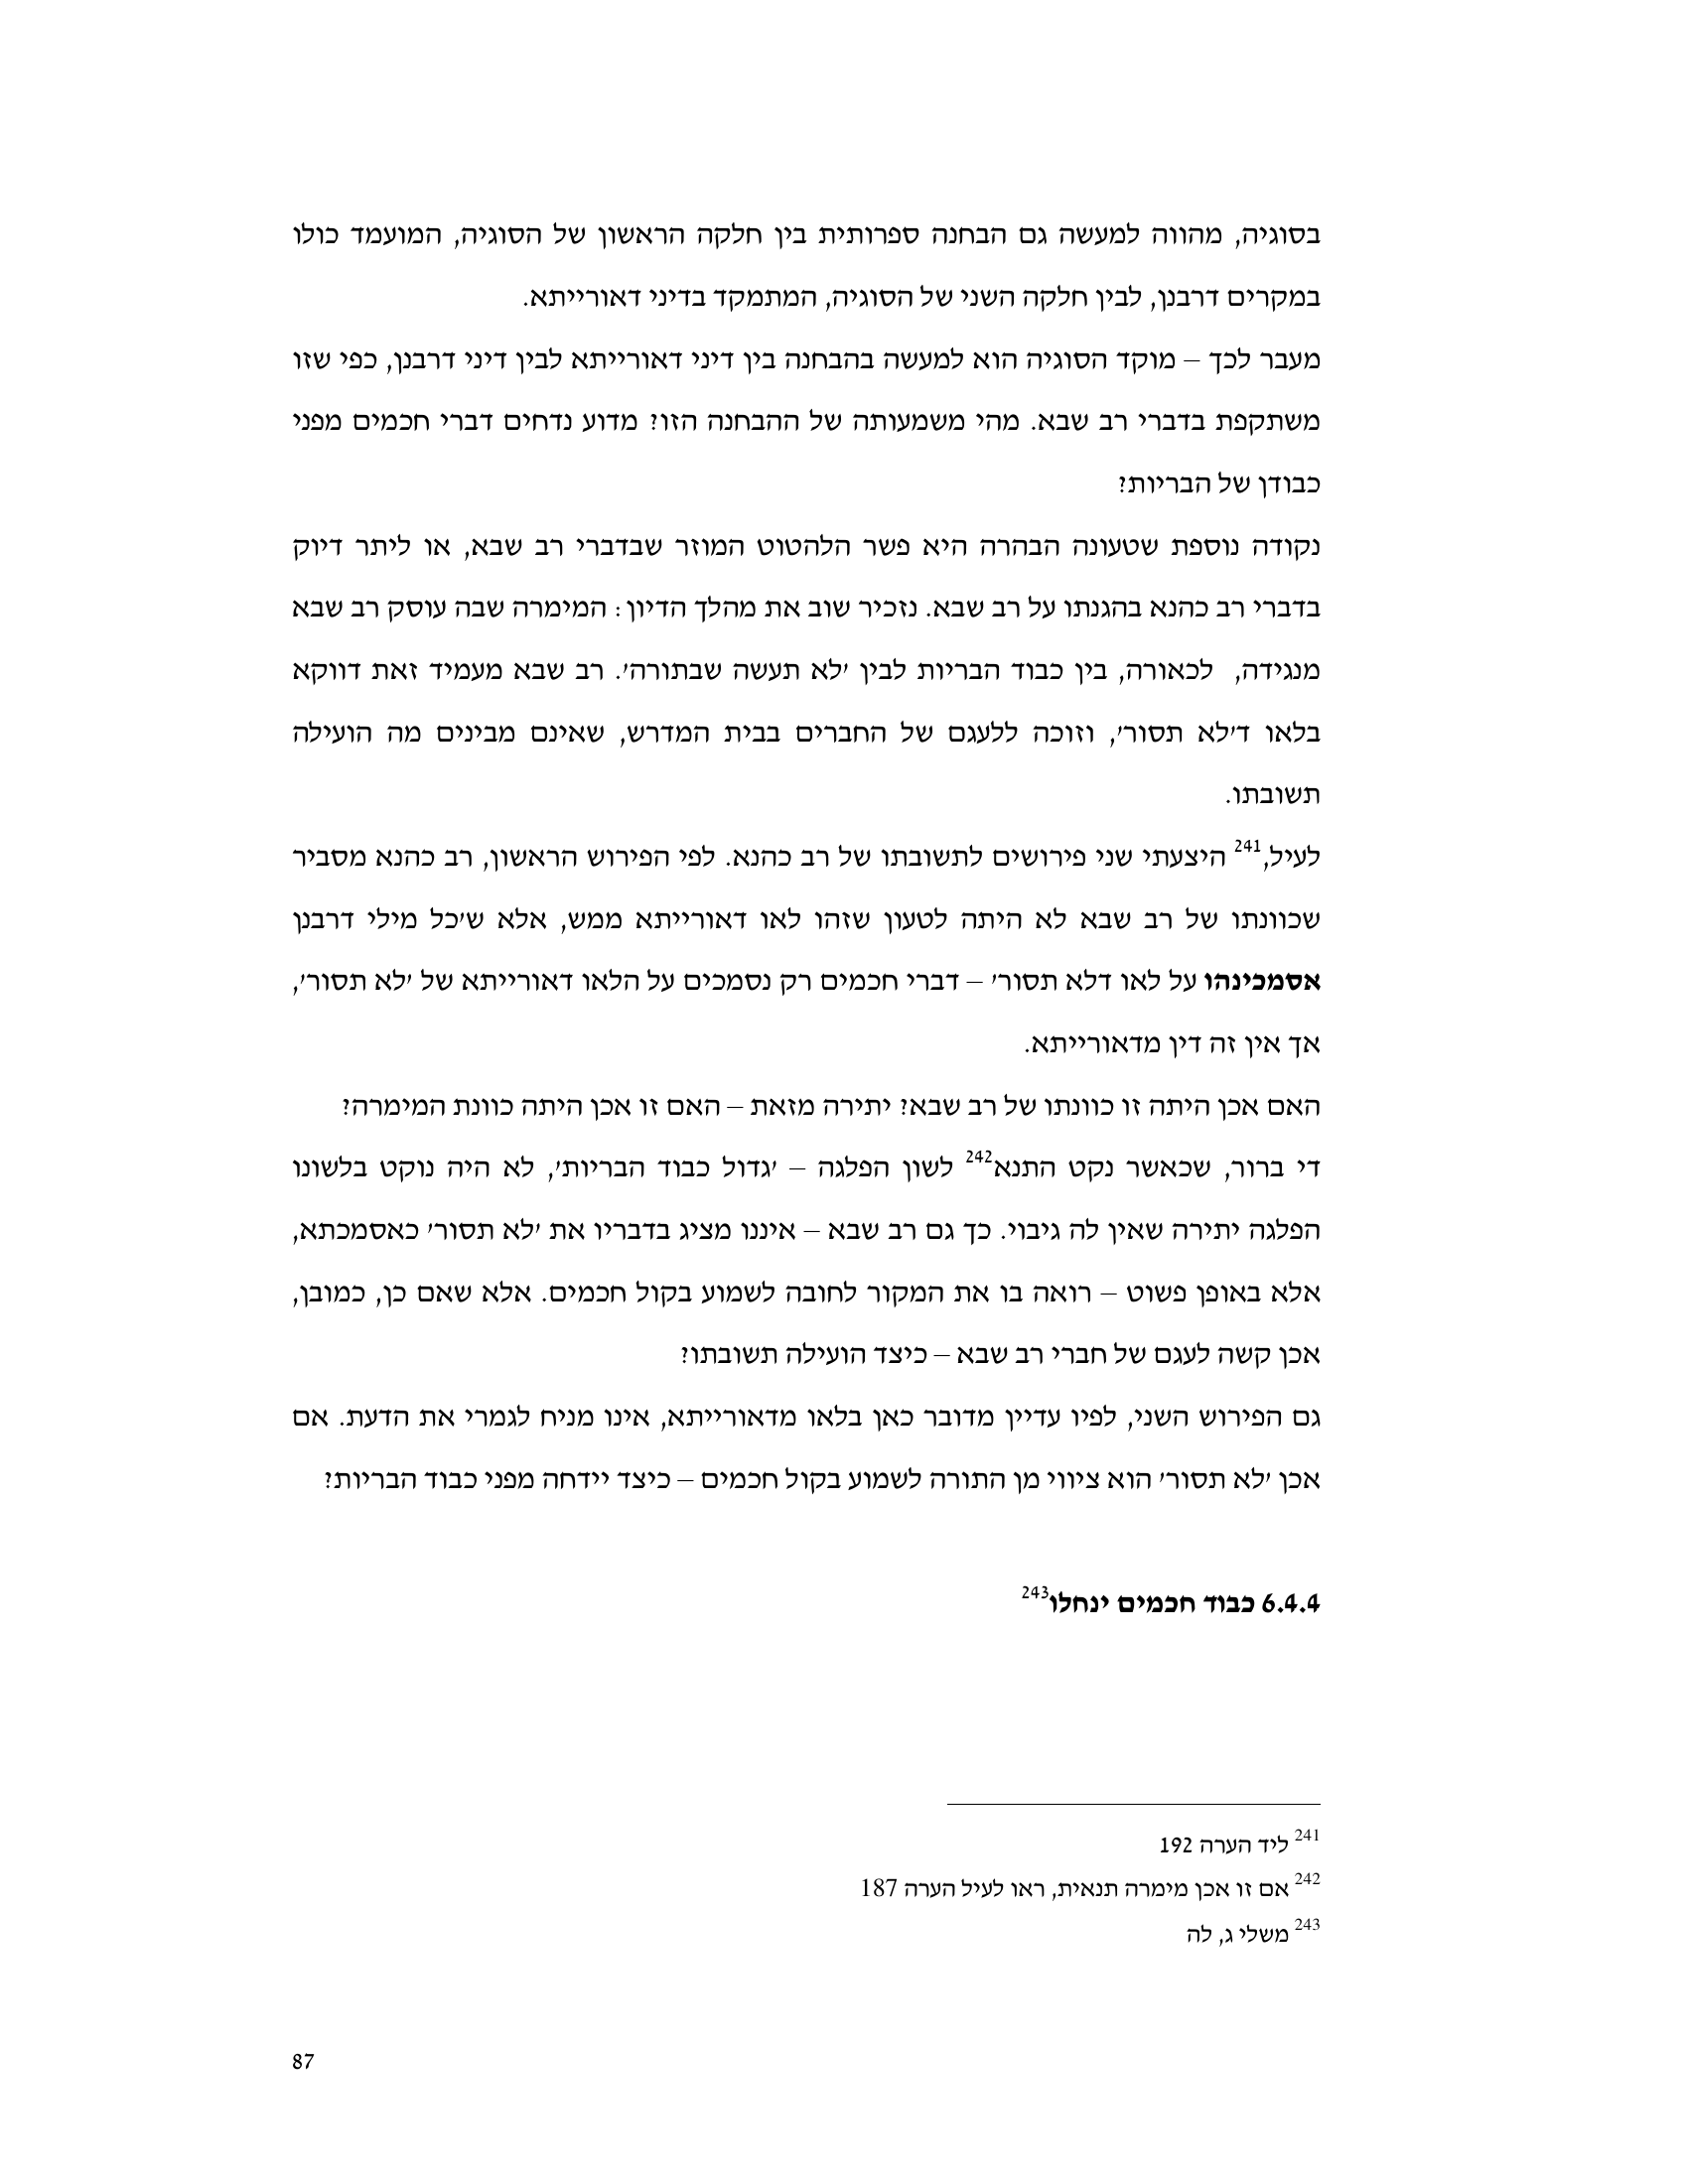 בסוגיה, מהווה למעשה גם הבחנה ספרותית בין חלקה הראשון של הסוגיה, המועמד כולו
במקרים דרבנן, לבין חלקה השני של הסוגיה, המתמקד בדיני דאורייתא.
מעבר לכך – מוקד הסוגיה הוא למעשה בהבחנה בין דיני דאורייתא לבין דיני דרבנן, כפי שזו
משתקפת בדברי רב שבא. מהי משמעותה של ההבחנה הזו? מדוע נדחים דברי חכמים מפני
כבודן של הבריות?
נקודה נוספת שטעונה הבהרה היא פשר הלהטוט המוזר שבדברי רב שבא, או ליתר דיוק
בדברי רב כהנא בהגנתו על רב שבא. נזכיר שוב את מהלך הדיון: המימרה שבה עוסק רב שבא
מנגידה, לכאורה, בין כבוד הבריות לבין 'לא תעשה שבתורה'. רב שבא מעמיד זאת דווקא
בלאו ד'לא תסור', וזוכה ללעגם של החברים בבית המדרש, שאינם מבינים מה הועילה
תשובתו.
לעיל,241 היצעתי שני פירושים לתשובתו של רב כהנא. לפי הפירוש הראשון, רב כהנא מסביר
שכוונתו של רב שבא לא היתה לטעון שזהו לאו דאורייתא ממש, אלא ש'כל מילי דרבנן
אסמכינהו על לאו דלא תסור' – דברי חכמים רק נסמכים על הלאו דאורייתא של 'לא תסור',
אך אין זה דין מדאורייתא.
האם אכן היתה זו כוונתו של רב שבא? יתירה מזאת – האם זו אכן היתה כוונת המימרה?
די ברור, שכאשר נקט התנא242 לשון הפלגה – 'גדול כבוד הבריות', לא היה נוקט בלשונו
הפלגה יתירה שאין לה גיבוי. כך גם רב שבא – איננו מציג בדבריו את 'לא תסור' כאסמכתא,
אלא באופן פשוט – רואה בו את המקור לחובה לשמוע בקול חכמים. אלא שאם כן, כמובן,
אכן קשה לעגם של חברי רב שבא – כיצד הועילה תשובתו?
גם הפירוש השני, לפיו עדיין מדובר כאן בלאו מדאורייתא, אינו מניח לגמרי את הדעת. אם
אכן 'לא תסור' הוא ציווי מן התורה לשמוע בקול חכמים – כיצד יידחה מפני כבוד הבריות?
6.4.4 כבוד חכמים ינחלו243
241 ליד הערה 192
242 אם זו אכן מימרה תנאית, ראו לעיל הערה 187
243 משלי ג, לה
87